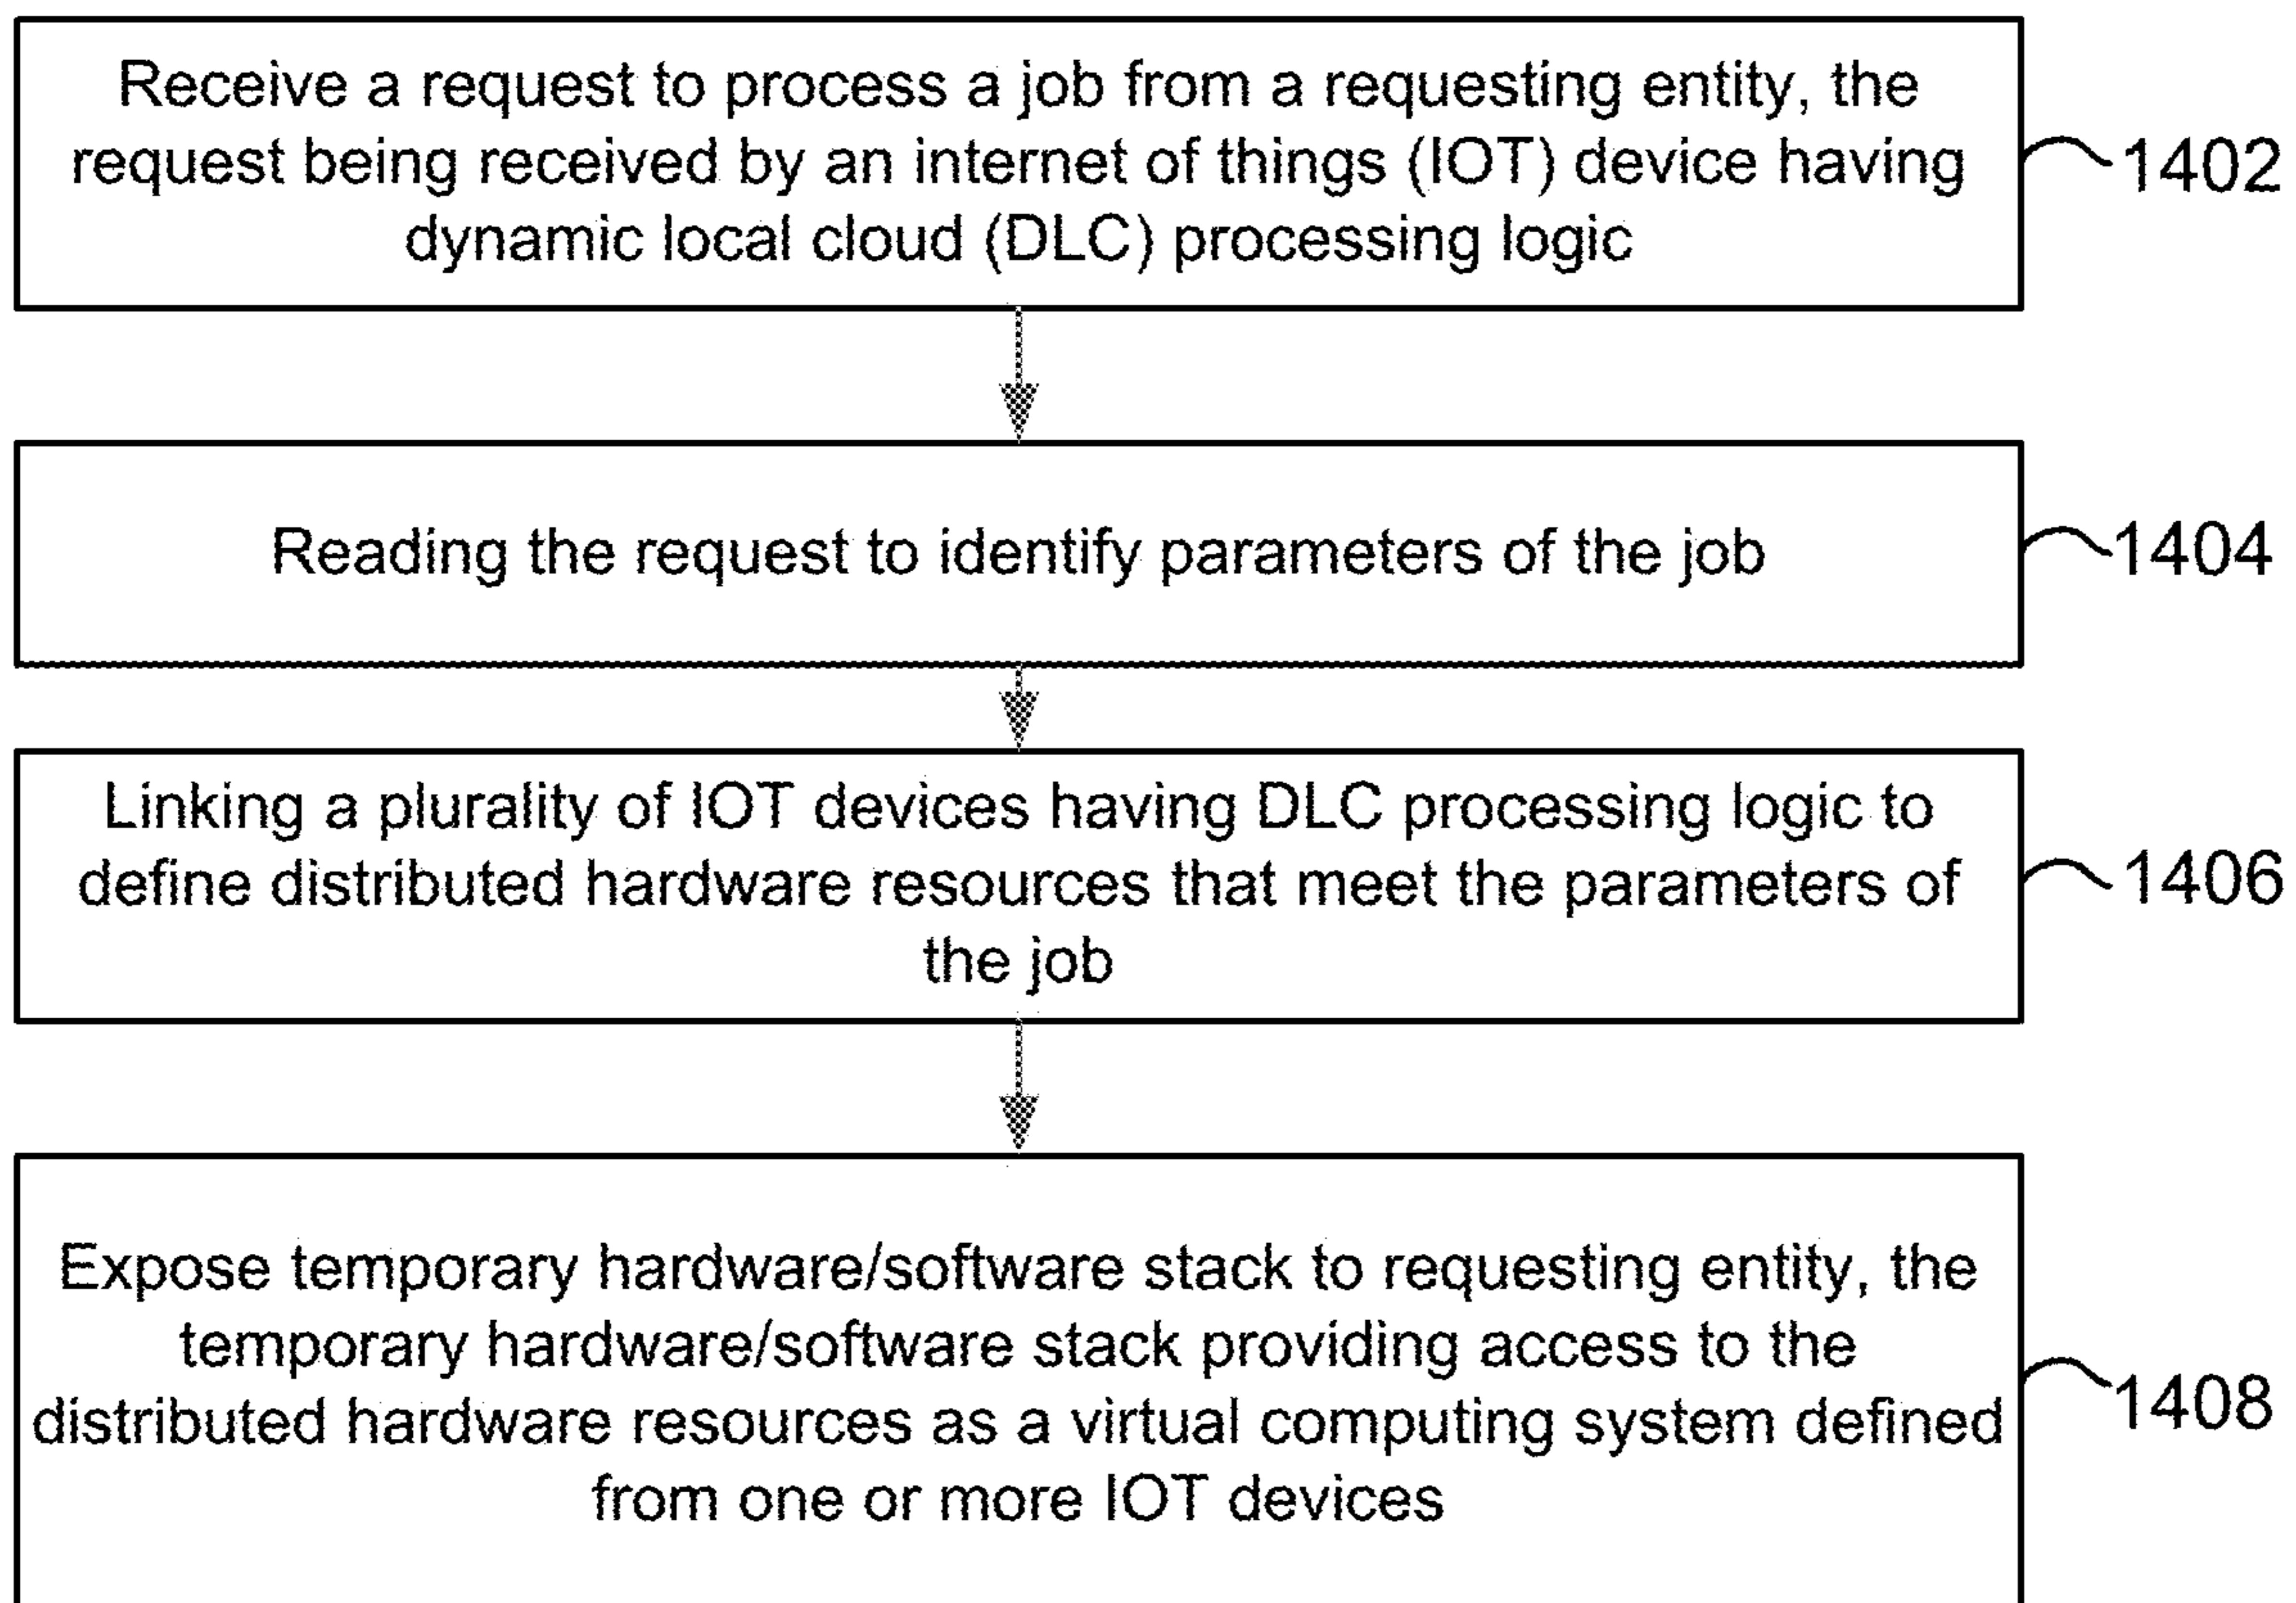 Receive a request to process a job from a requesting entity, the
request being received by an internet of things (IOT) device having
dynamic local cloud (DLC) processing logic
1402
Reading the request to identify parameters of the job
1404
Linking a plurality of IOT devices having DLC processing logic to
define distributed hardware resources that meet the parameters of
the job
1406
Expose temporary hardware/software stack to requesting entity, the
temporary hardware/software stack providing access to the
distributed hardware resources as a virtual computing system defined
from one or more IOT devices
1408